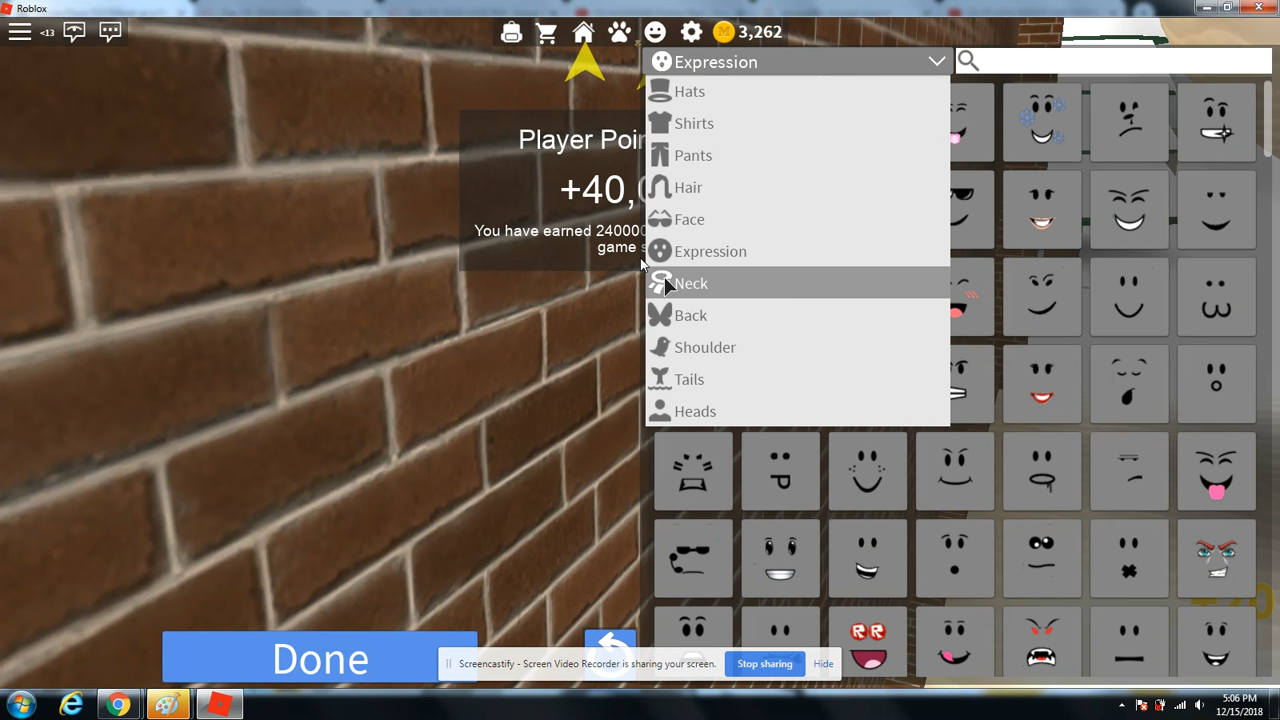 Roblox
<13
3,262
Expression
Hats
Shirts
Pants
Hair
Face
Expression
Neck
Back
Shoulder
Tails
Heads
Player Poi
+40,
You have earned 24000
game
Done
Screencastify - Screen Video Recorder is sharing your screen.
Stop sharing
Hide
5:06 PM
12/15/2018